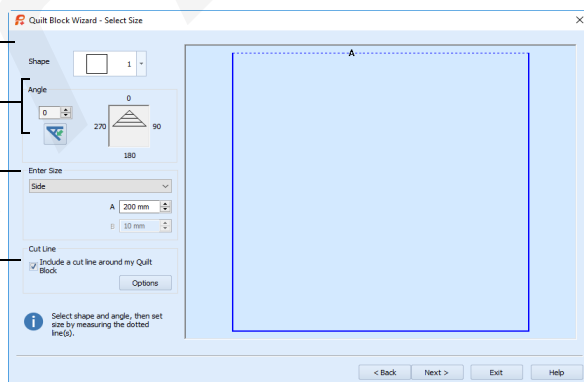 Quilt Block Wizard - Select Size
Shape
1
Angle
0
0
270
90
180
Enter Size
Side
A 200 mm
B 10 mm
Cut Line
Include a cut line around my Quilt
Block
Options
Select shape and angle, then set
size by measuring the dotted
line(s).
A
< Back Next > Exit Help